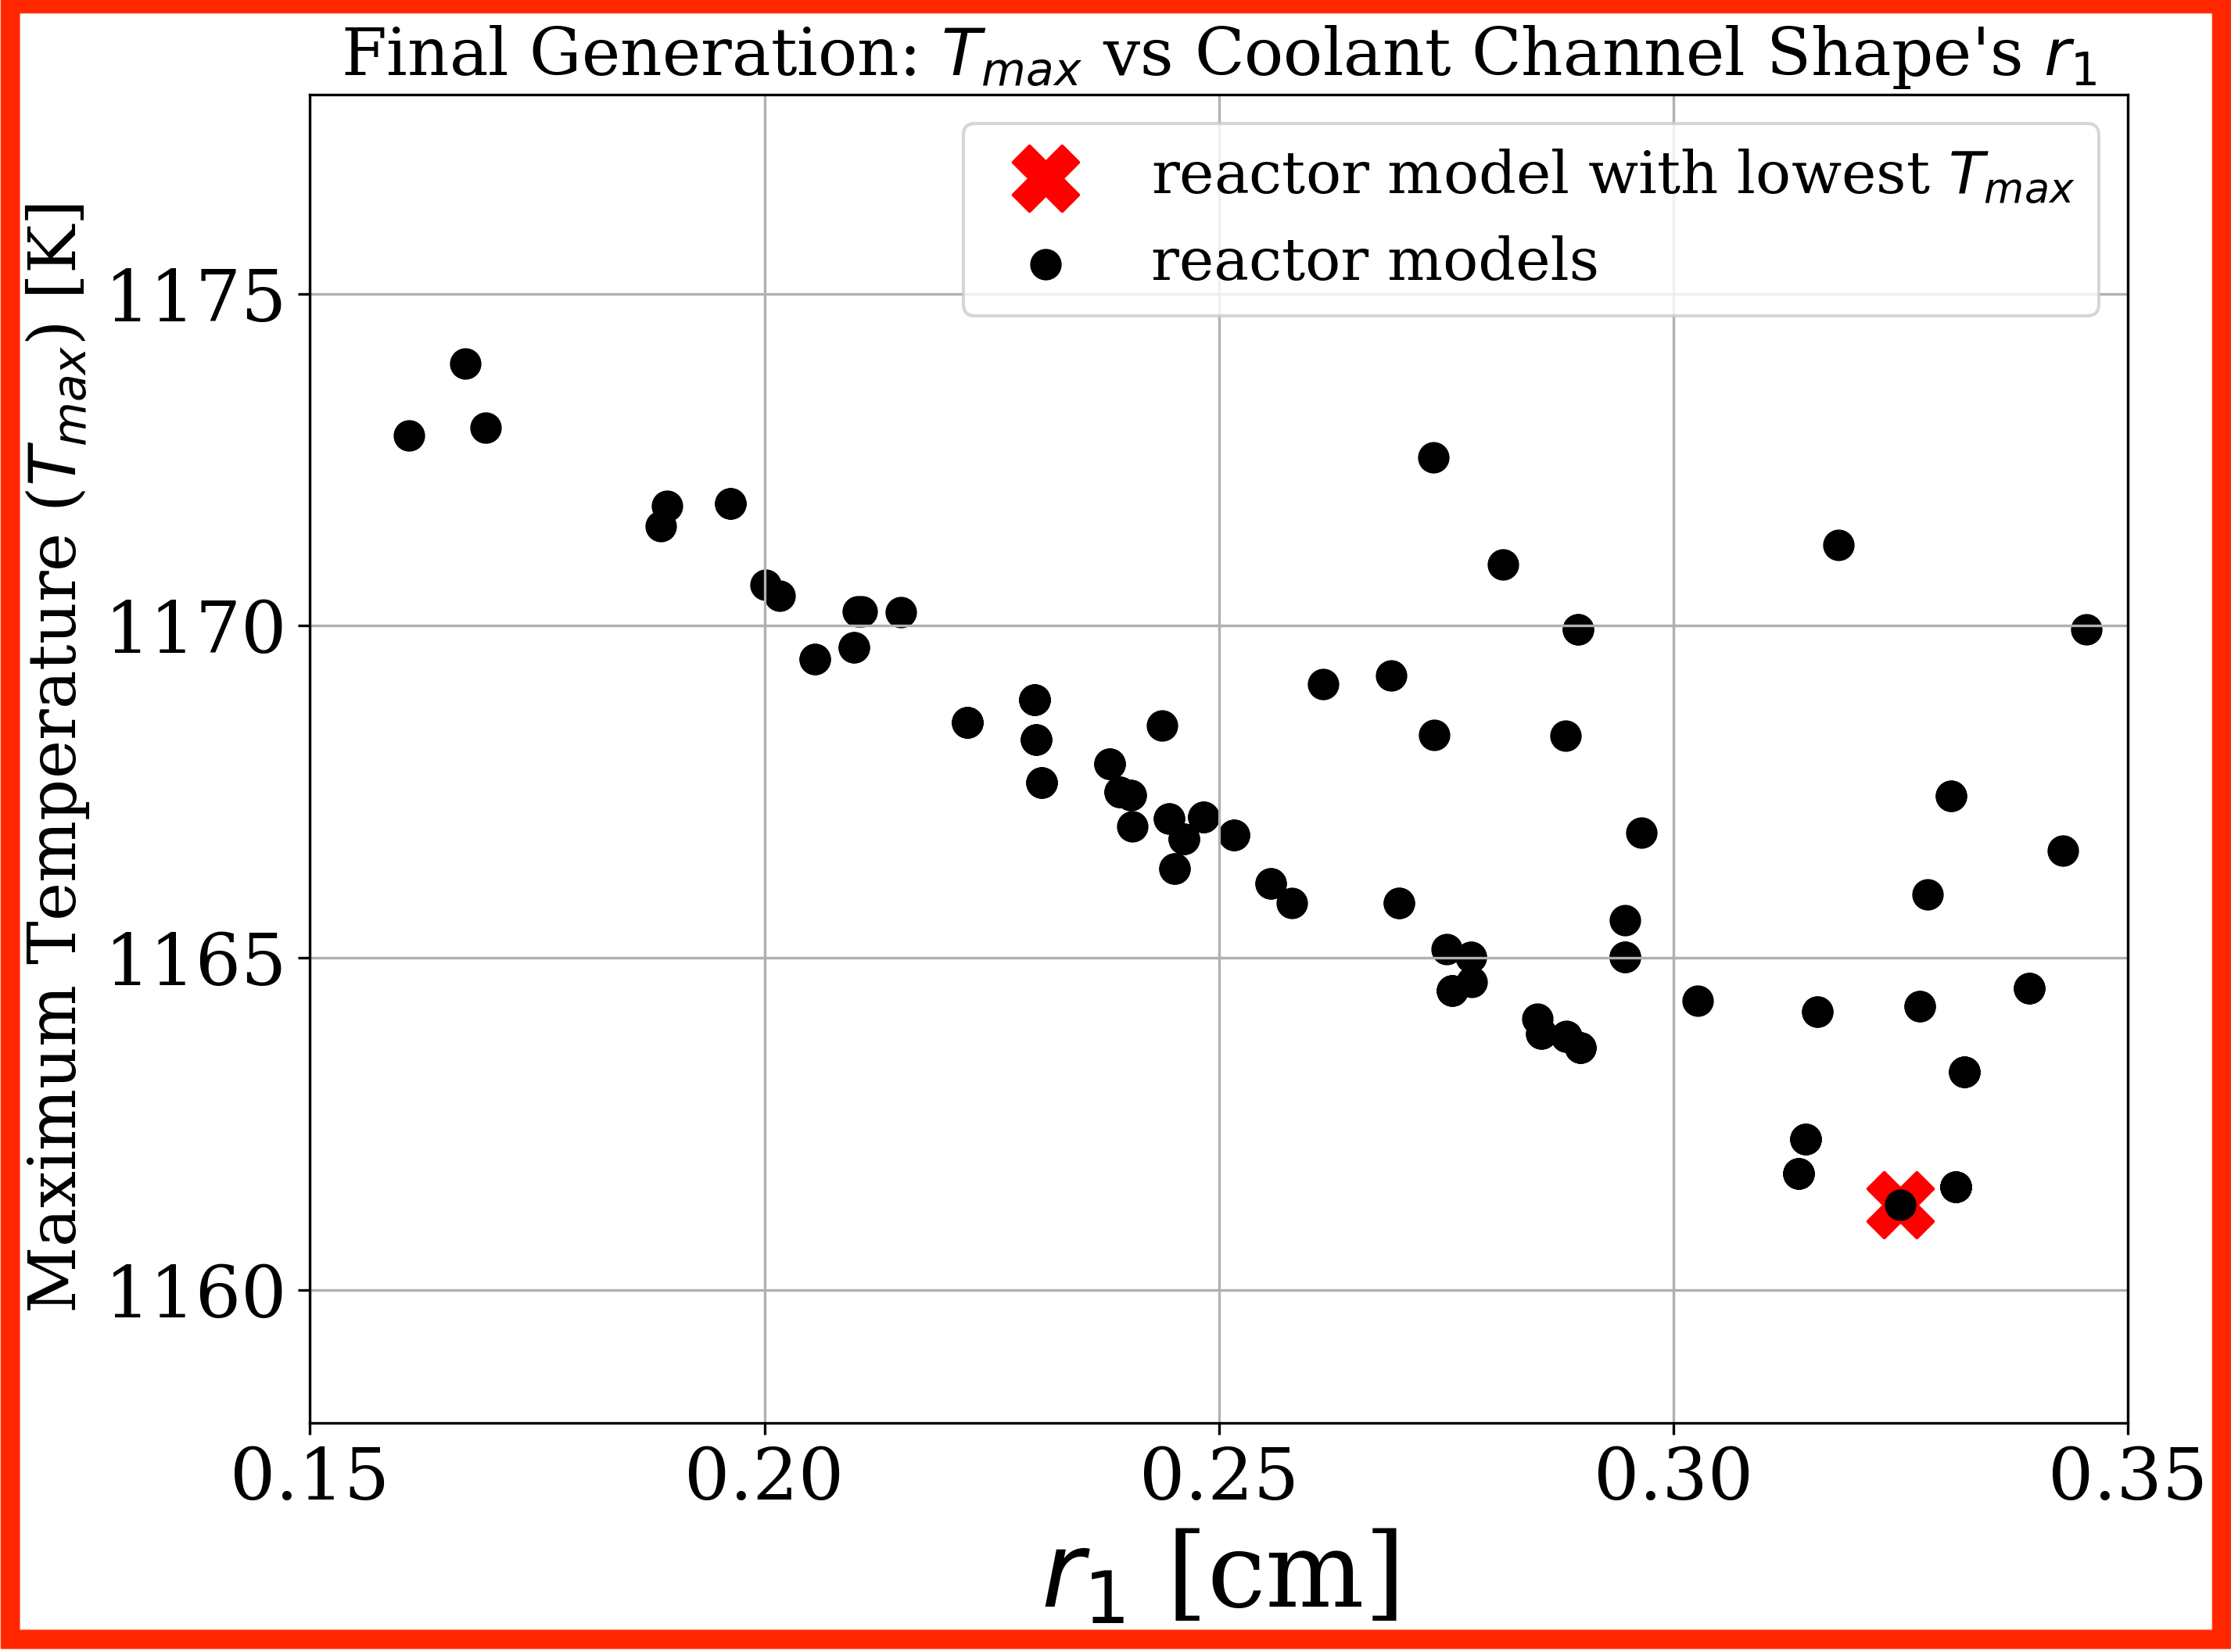 Final Generation: T_max vs Coolant Channel Shape's r_1
reactor model with lowest T_max
reactor models
Maximum Temperature (T_max) [K]
1175
1170
1165
1160
0.15 0.20 0.25 0.30 0.35
r_1 [cm]